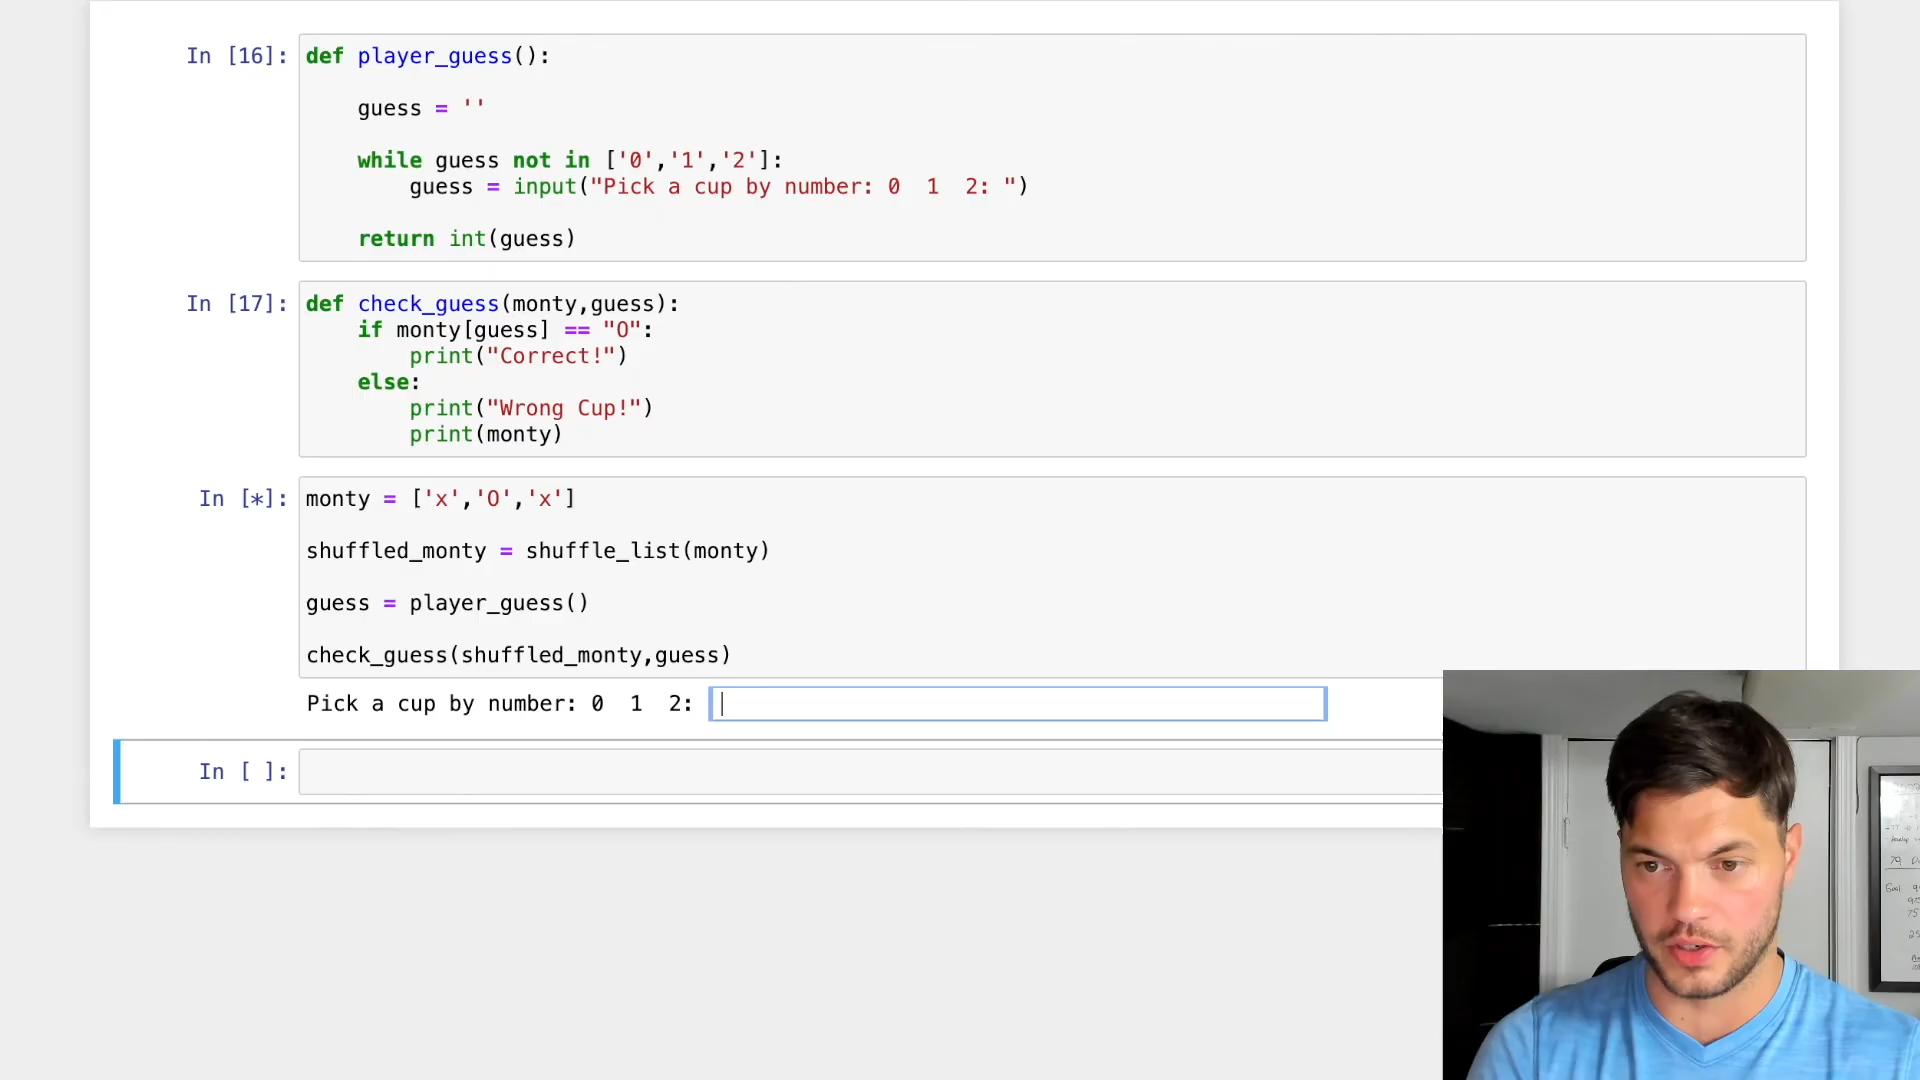 In [16]: def player_guess():
guess = ''
while guess not in ['0','1','2']:
guess = input("Pick a cup by number: 0  1  2: ")
return int(guess)
In [17]: def check_guess(monty,guess):
if monty[guess] == "O":
print("Correct!")
else:
print("Wrong Cup!")
print(monty)
In [*]: monty = ['x','O','x']
shuffled_monty = shuffle_list(monty)
guess = player_guess()
check_guess(shuffled_monty,guess)
Pick a cup by number: 0  1  2:
In [ ]: